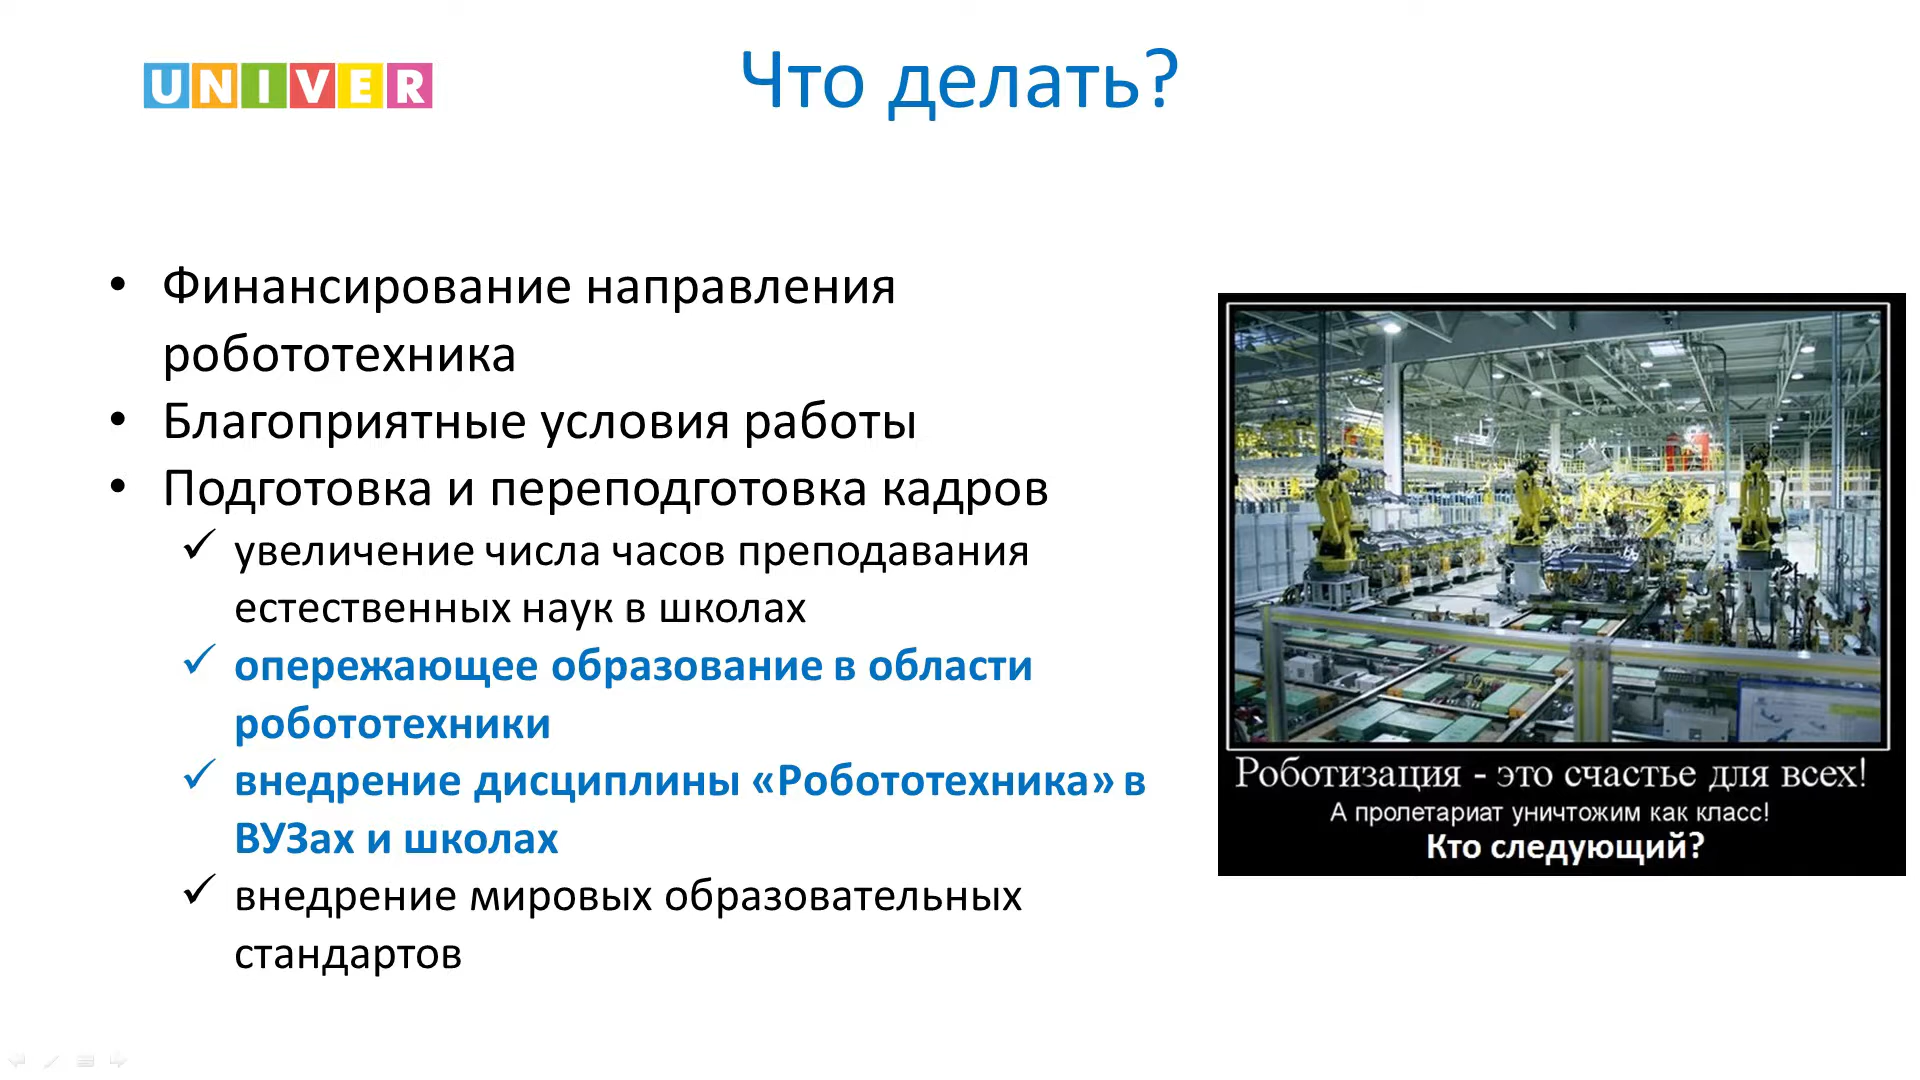 UNIVER
Что делать?
• Финансирование направления
робототехника
• Благоприятные условия работы
• Подготовка и переподготовка кадров
✓ увеличение числа часов преподавания
естественных наук в школах
✓ опережающее образование в области
робототехники
✓ внедрение дисциплины «Робототехника» в
ВУЗах и школах
✓ внедрение мировых образовательных
стандартов
Роботизация - это счастье для всех!
А пролетариат уничтожим как класс!
Кто следующий?